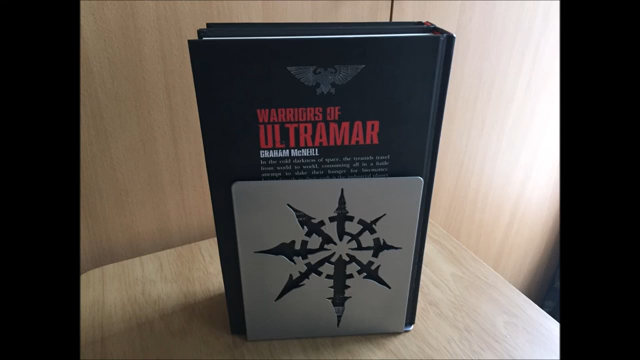 WARRIORS OF
ULTRAMAR
GRAHAM McNEILL
In the cold darkness of space, the tyranids travel
from world to world, consuming all in a futile
attempt to slake their hunger for biomatter.